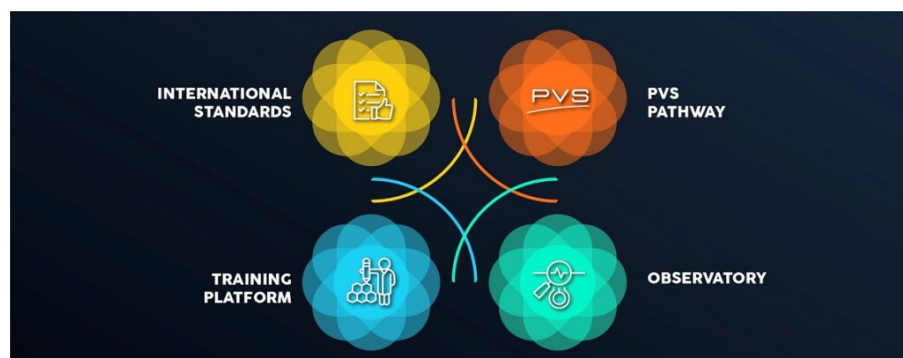 INTERNATIONAL
STANDARDS
PVS
PVS
PATHWAY
TRAINING
PLATFORM
OBSERVATORY